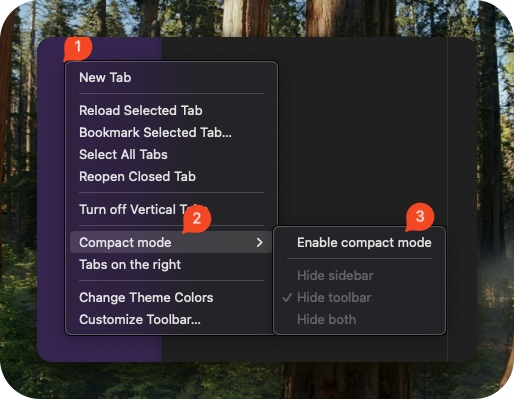 1
New Tab
Reload Selected Tab
Bookmark Selected Tab...
Select All Tabs
Reopen Closed Tab
Turn off Vertical
2
Compact mode
3
Enable compact mode
Tabs on the right
Hide sidebar
Change Theme Colors
✓ Hide toolbar
Customize Toolbar...
Hide both